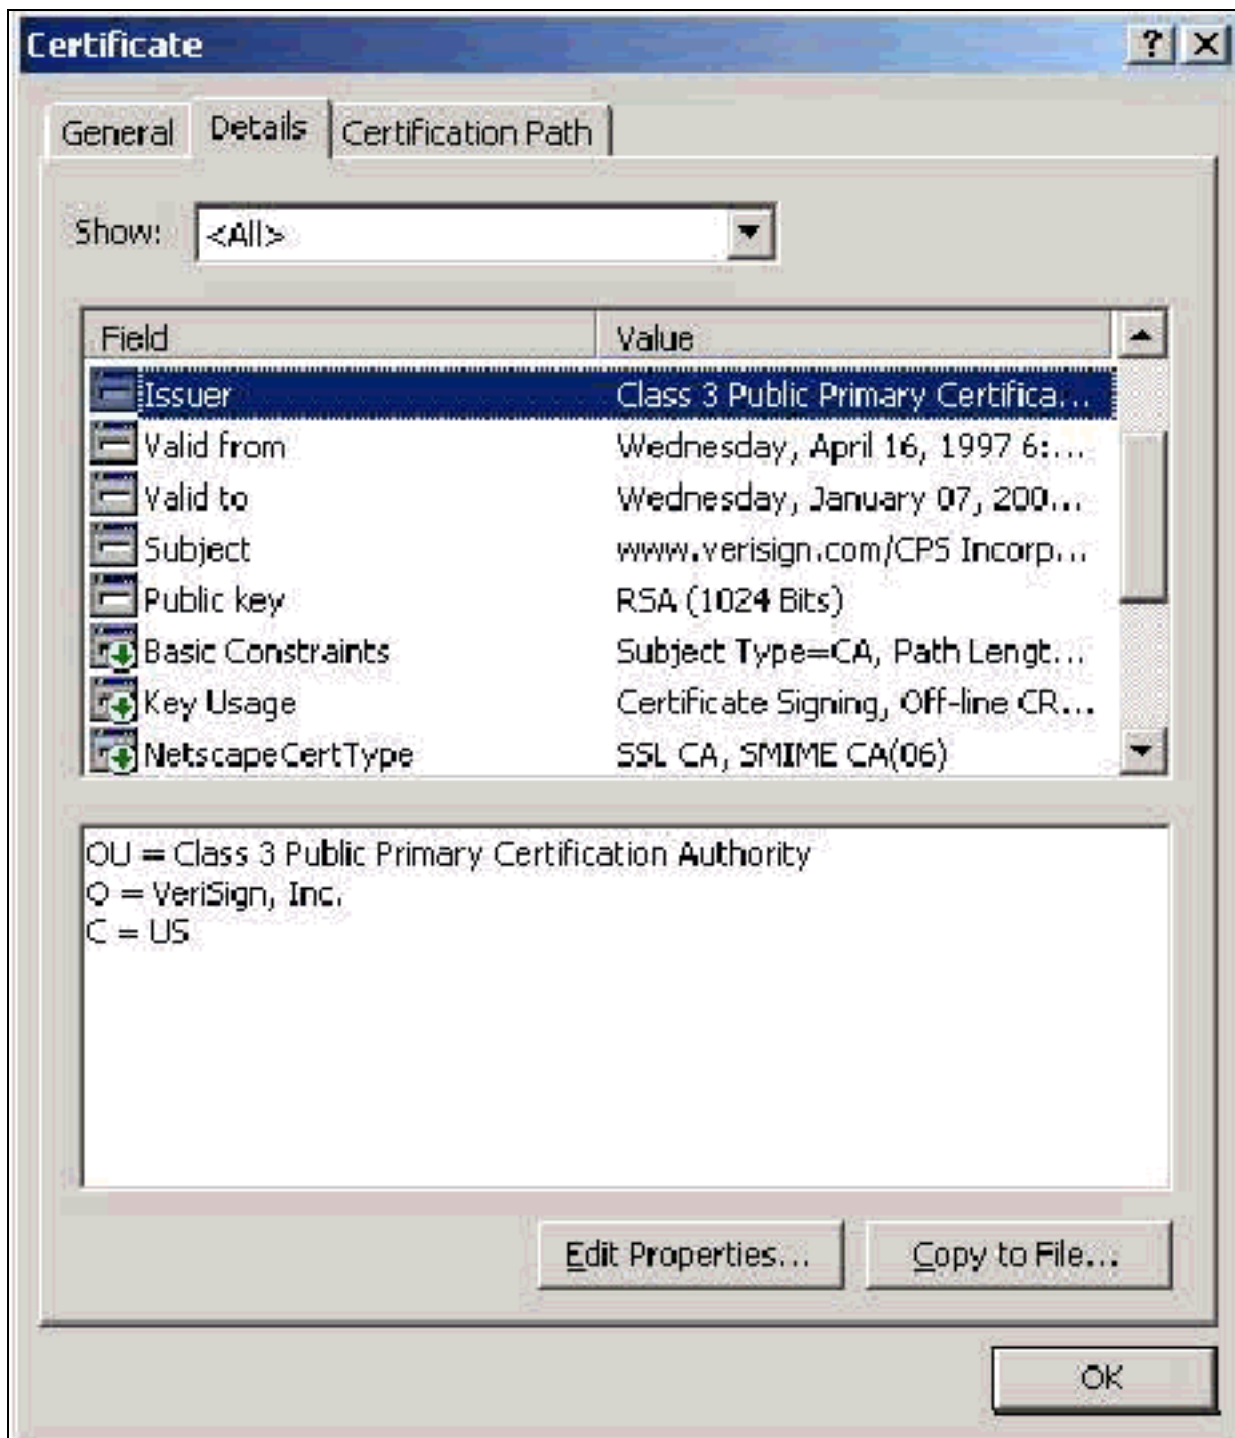 Certificate
General Details Certification Path
Show: <All>
Field Value
Issuer Class 3 Public Primary Certifica...
Valid from Wednesday, April 16, 1997 6:...
Valid to Wednesday, January 07, 200...
Subject www.verisign.com/CPS Incorp...
Public key RSA (1024 Bits)
Basic Constraints Subject Type=CA, Path Lengt...
Key Usage Certificate Signing, Off-line CR...
NetscapeCertType SSL CA, SMIME CA(06)
OU = Class 3 Public Primary Certification Authority
O = VeriSign, Inc.
C = US
Edit Properties... Copy to File...
OK